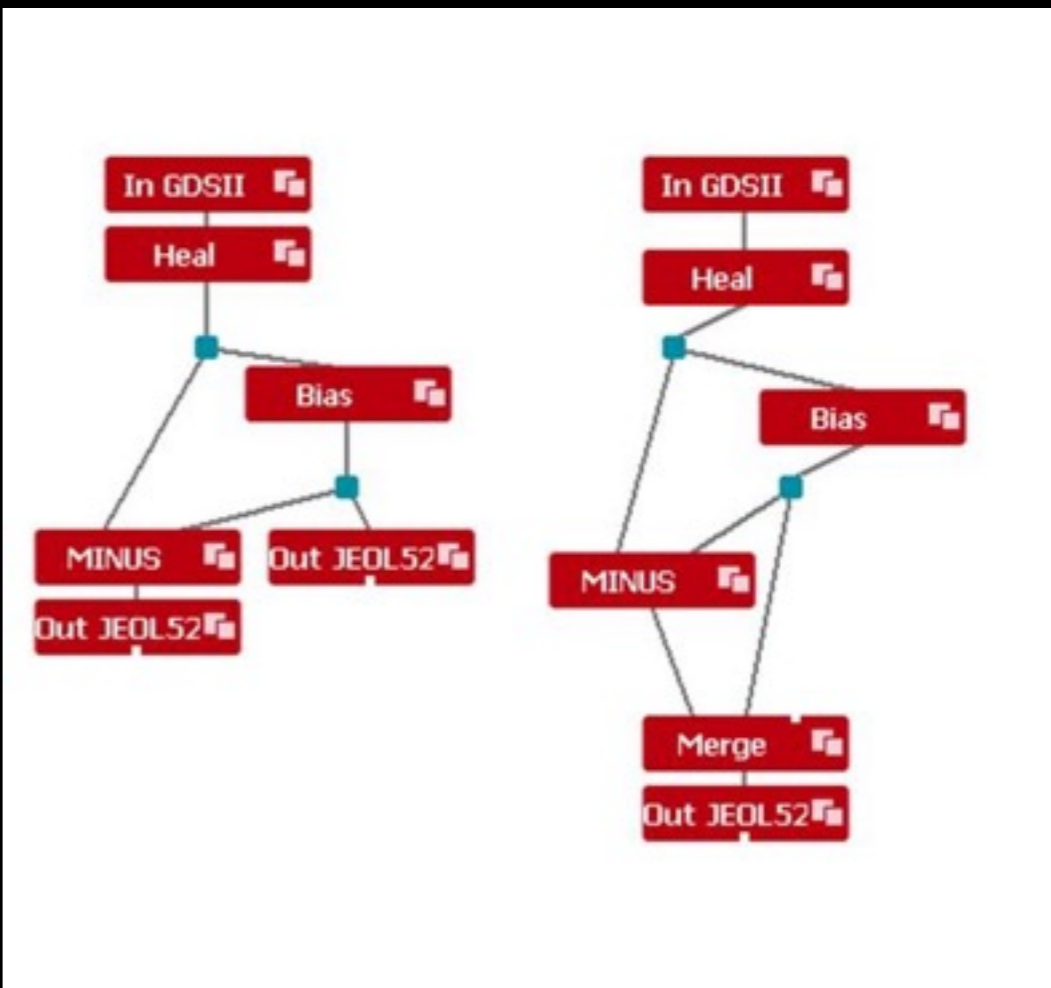 In GDSII
Heal
Bias
MINUS
Out JEOL52
Out JEOL52
In GDSII
Heal
Bias
MINUS
Merge
Out JEOL52